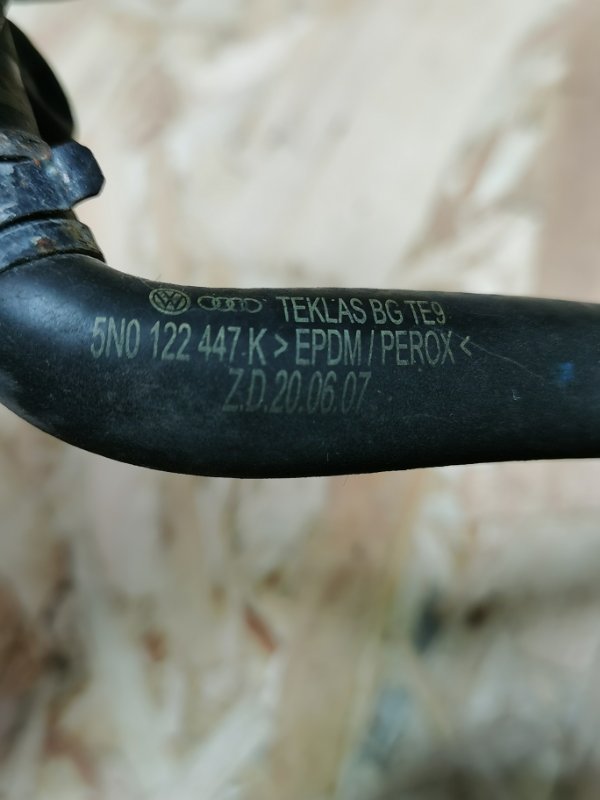 TEKLAS BG TE9
5N0 122 447 K >EPDM / PEROX<
Z.D.20.06.07